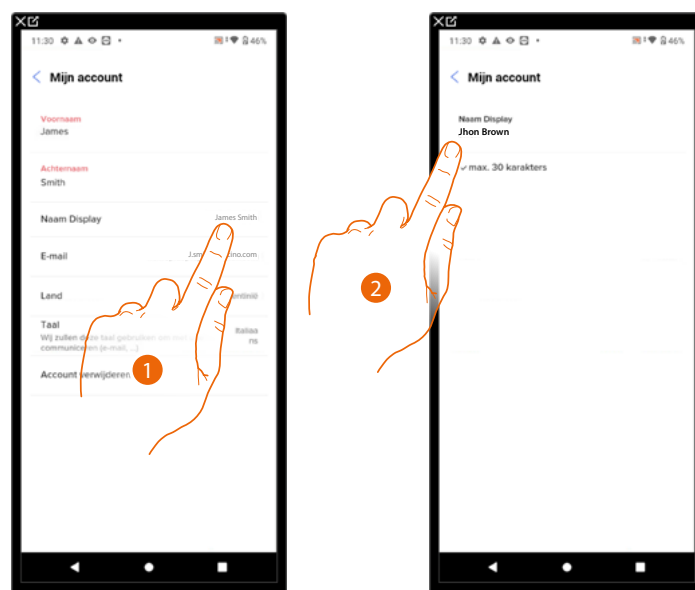 11:30
46%
Mijn account
Voornaam
James
Achternaam
Smith
Naam Display
James Smith
E-mail
Land
Taal
Italiaa
ns
Wij zullen deze taal gebruiken om
communiceren (e-mail, ...)
Account verwijderen
1
11:30
46%
Mijn account
Naam Display
Jhon Brown
max. 30 karakters
2